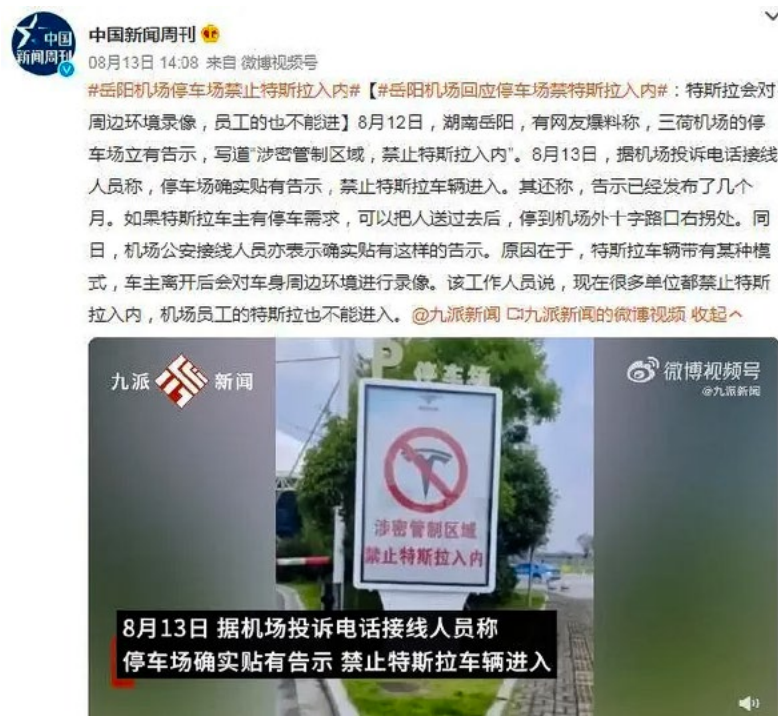 中国新闻周刊
中国
新闻周刊
08月13日 14:08 来自 微博视频号
#岳阳机场停车场禁止特斯拉入内#【#岳阳机场回应停车场禁特斯拉入内#：特斯拉会对
周边环境录像，员工的也不能进】8月12日，湖南岳阳，有网友爆料称，三荷机场的停
车场立有告示，写道“涉密管制区域，禁止特斯拉入内”。8月13日，据机场投诉电话接线
人员称，停车场确实贴有告示，禁止特斯拉车辆进入。其还称，告示已经发布了几个
月。如果特斯拉车主有停车需求，可以把人送过去后，停到机场外十字路口右拐处。同
日，机场公安接线人员亦表示确实贴有这样的告示。原因在于，特斯拉车辆带有某种模
式，车主离开后会对车身周边环境进行录像。该工作人员说，现在很多单位都禁止特斯
拉入内，机场员工的特斯拉也不能进入。@九派新闻 九派新闻的微博视频 收起
九派 新闻
微博视频号
@九派新闻
P 停车场
涉密管制区域
禁止特斯拉入内
8月13日 据机场投诉电话接线人员称
停车场确实贴有告示 禁止特斯拉车辆进入